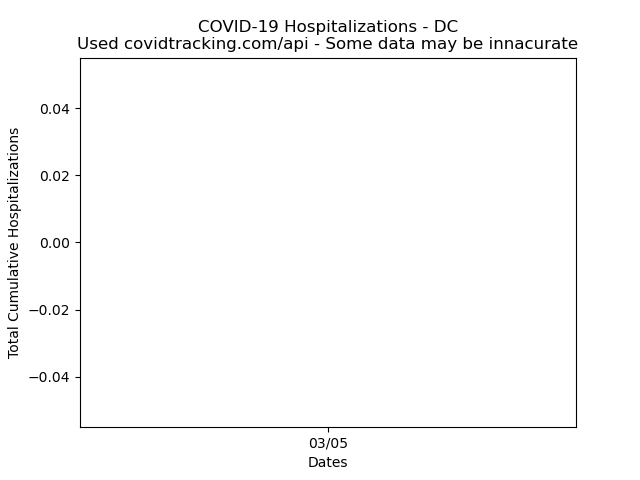 COVID-19 Hospitalizations - DC
Used covidtracking.com/api - Some data may be innacurate
Total Cumulative Hospitalizations
0.04
0.02
0.00
−0.02
−0.04
03/05
Dates